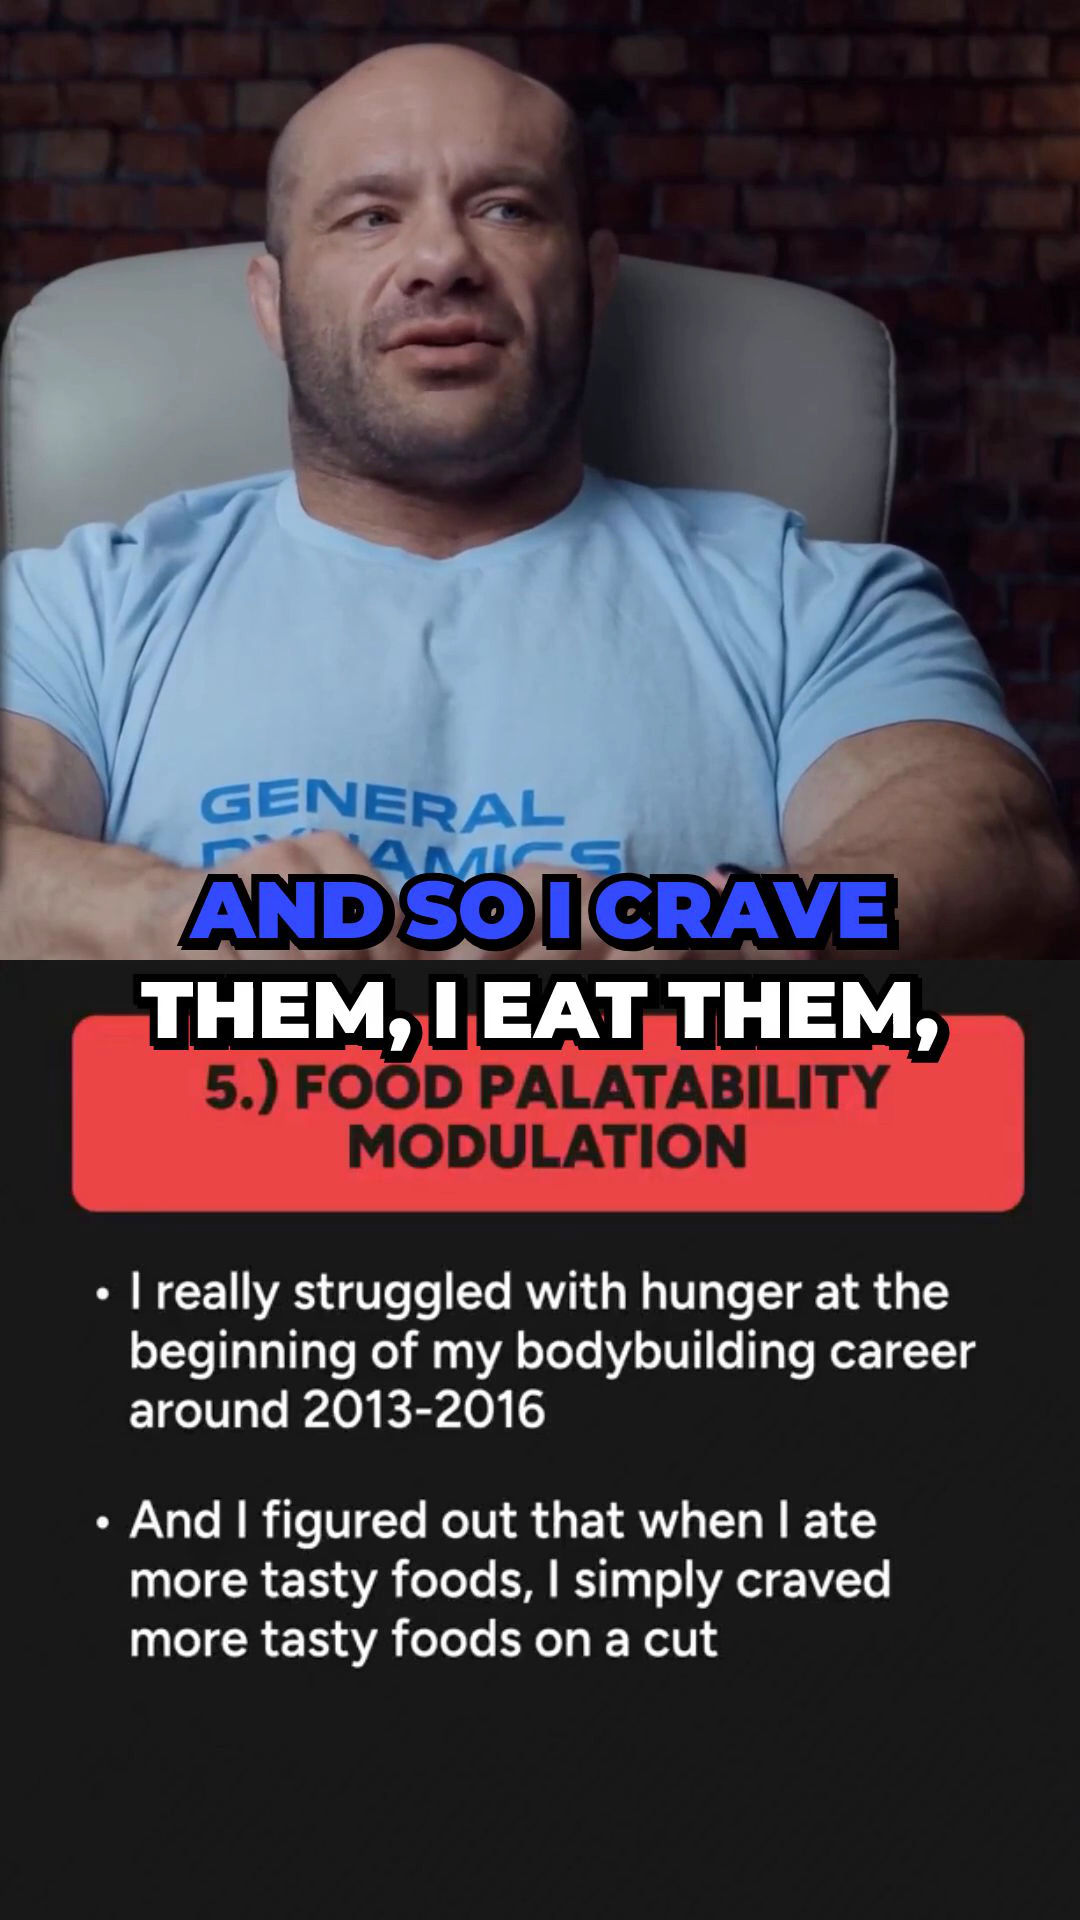 GENERAL
DYNAMICS
AND SO I CRAVE
THEM, I EAT THEM,
5.) FOOD PALATABILITY
MODULATION
• I really struggled with hunger at the
beginning of my bodybuilding career
around 2013-2016
• And I figured out that when I ate
more tasty foods, I simply craved
more tasty foods on a cut